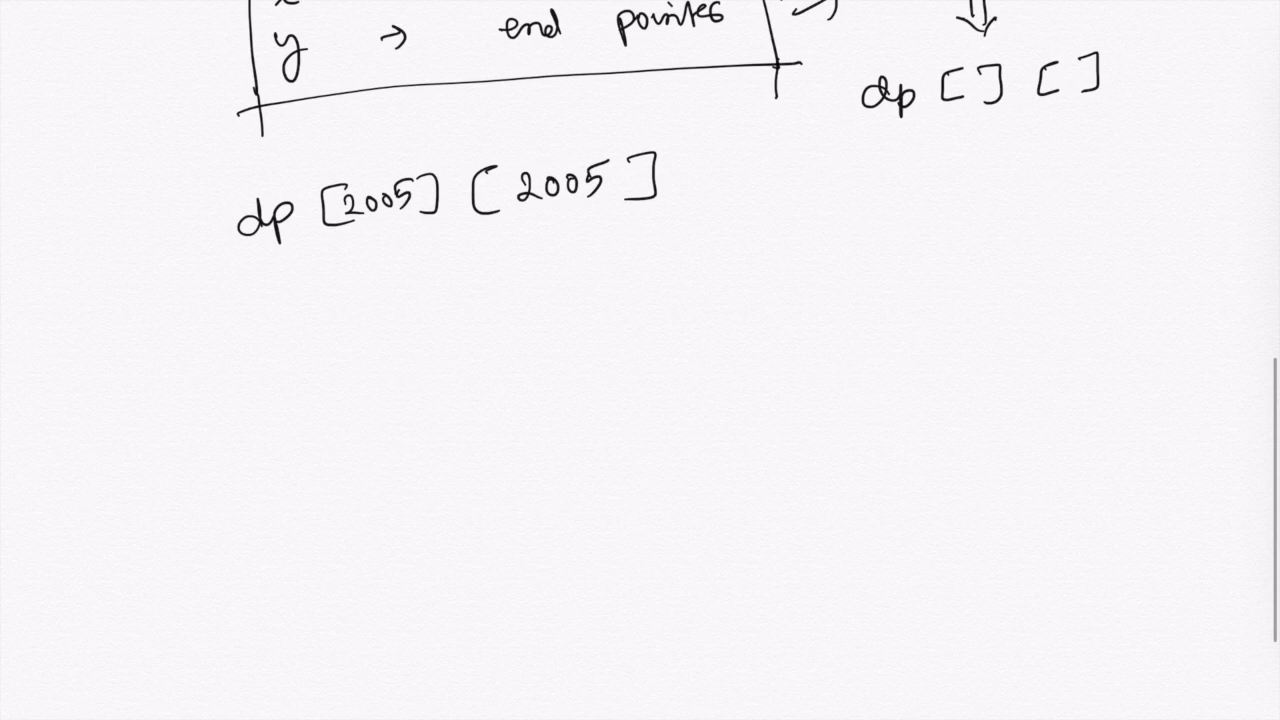 y → end pointes
dp [] []
dp [2005] [2005]